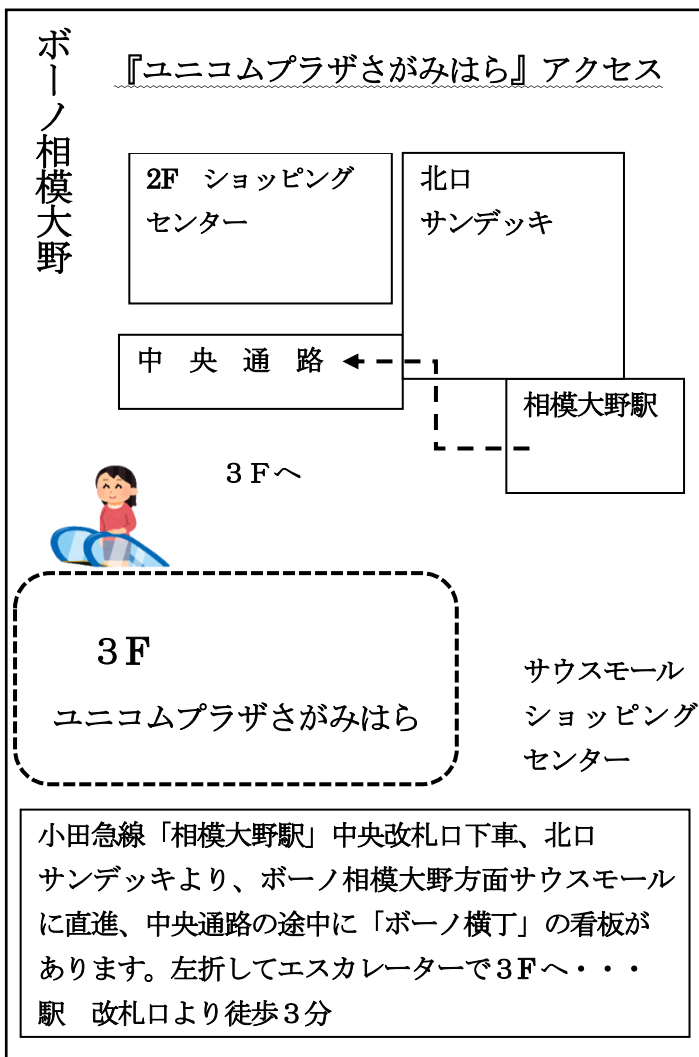 ボーノ相模大野
『ユニコムプラザさがみはら』アクセス
2F　ショッピング
センター
北口
サンデッキ
中　央　通　路
相模大野駅
３Fへ
３F
ユニコムプラザさがみはら
サウスモール
ショッピング
センター
小田急線「相模大野駅」中央改札口下車、北口
サンデッキより、ボーノ相模大野方面サウスモール
に直進、中央通路の途中に「ボーノ横丁」の看板が
あります。左折してエスカレーターで３Fへ・・・
駅　改札口より徒歩３分